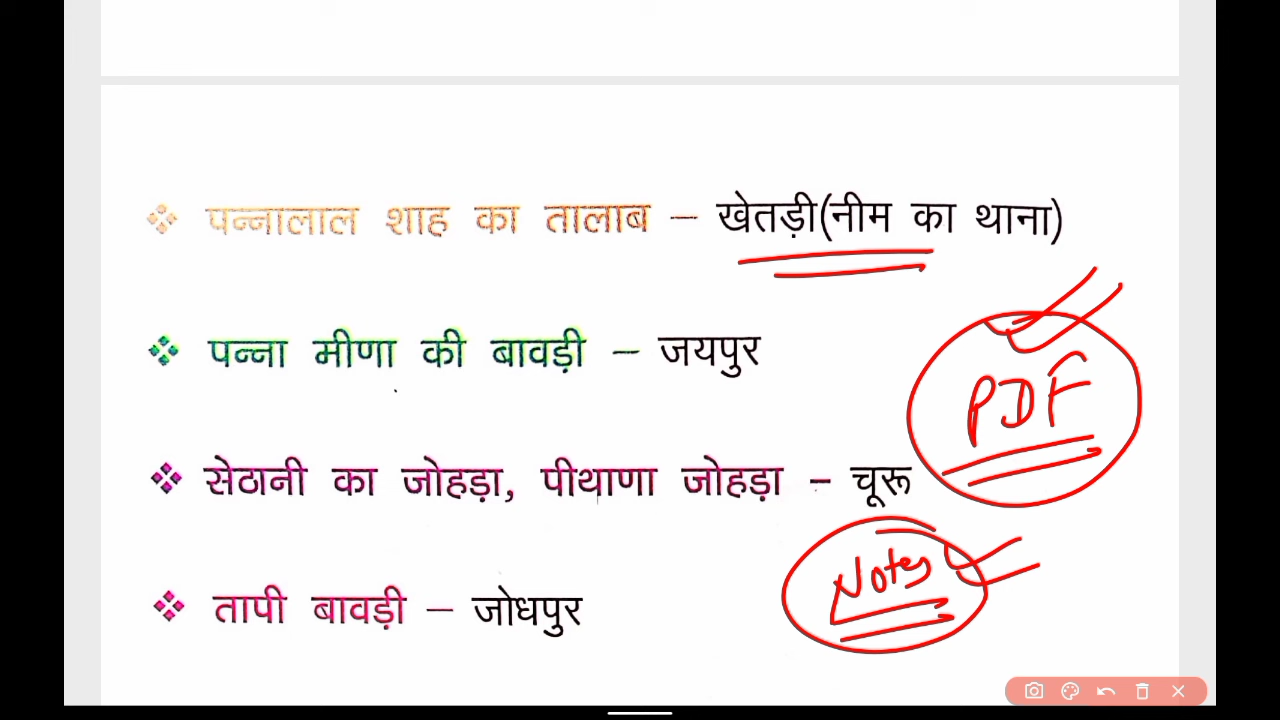 ❖ पन्नालाल शाह का तालाब – खेतड़ी(नीम का थाना)
❖ पन्ना मीणा की बावड़ी – जयपुर
PDF
❖ सेठानी का जोहड़ा, पीथाणा जोहड़ा – चूरू
Notes
❖ तापी बावड़ी – जोधपुर